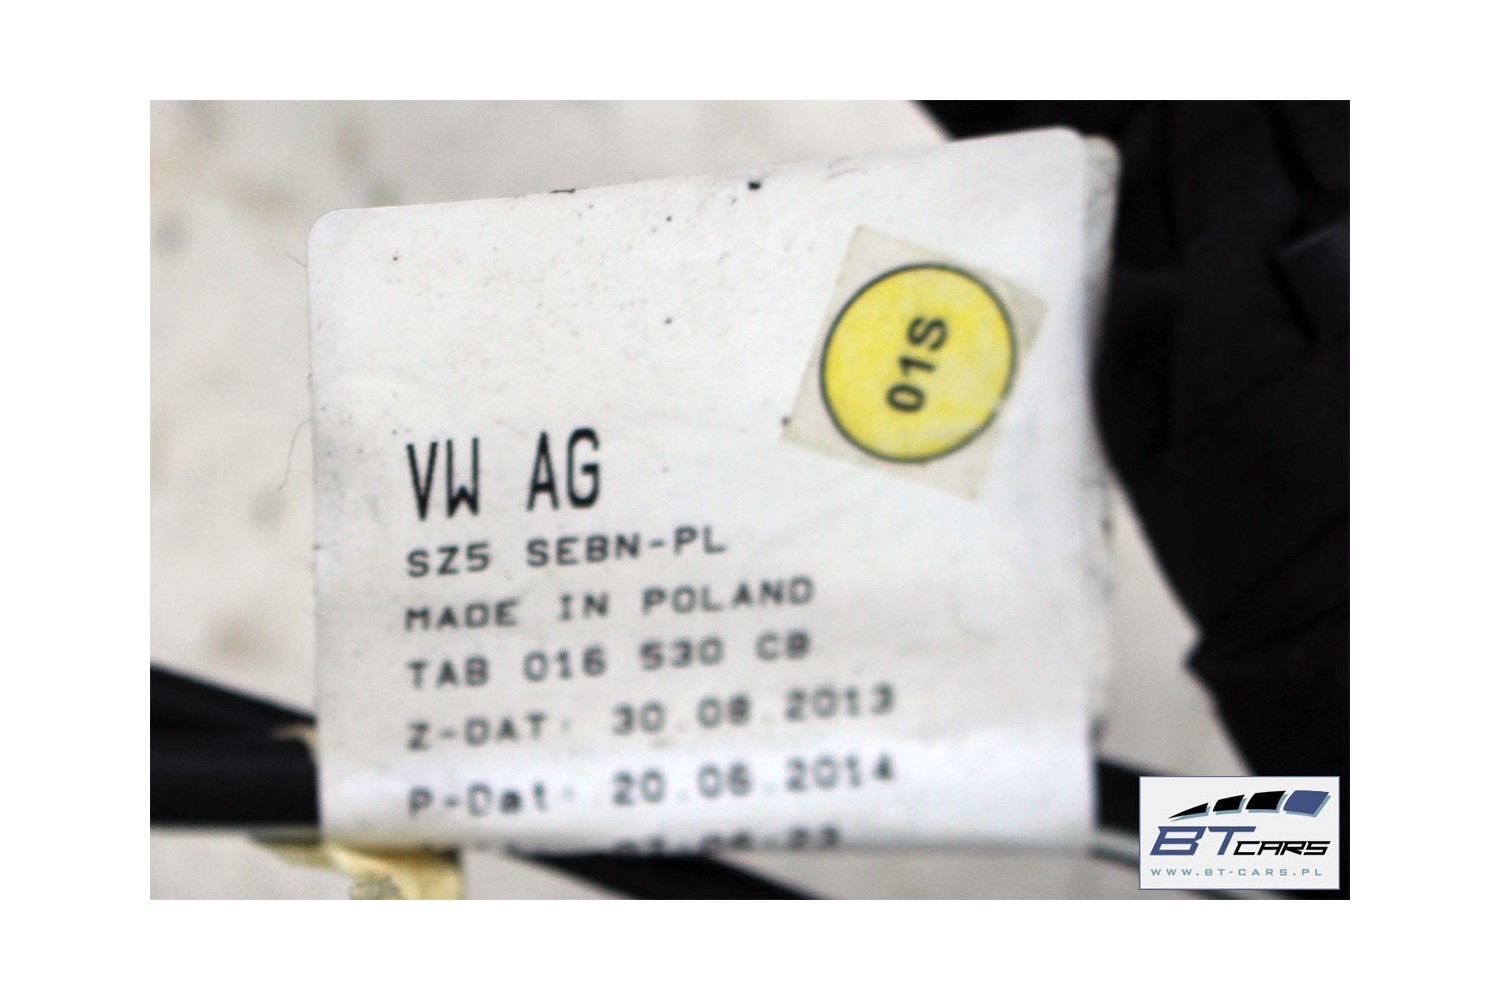 01S
VW AG
SZ5 SEBN-PL
MADE IN POLAND
TAB 016 530 CB
Z-DAT: 30.08.2013
P-Dat: 20.06.2014
BT CARS
WWW.BT-CARS.PL